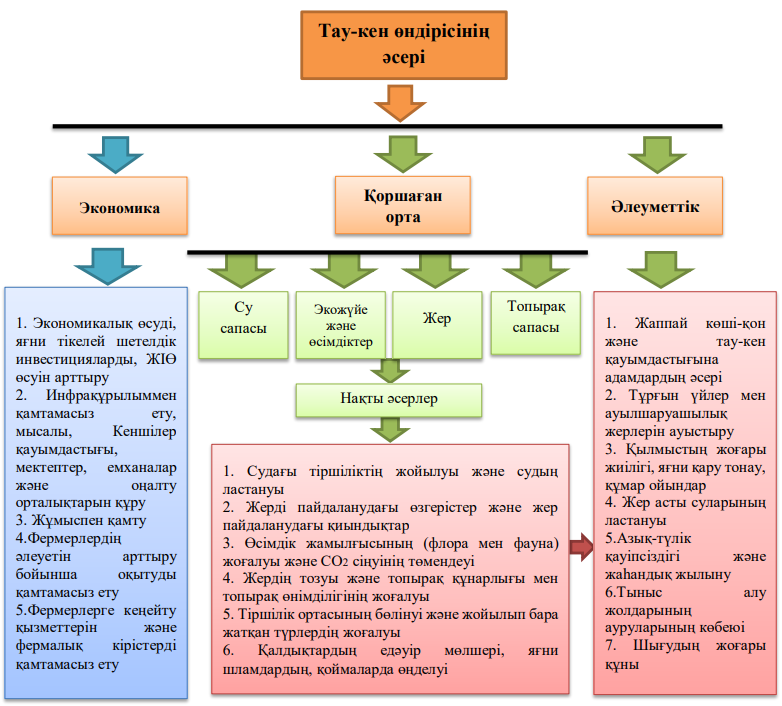 Тау-кен өндірісінің
әсері
Экономика
Қоршаған
орта
Әлеуметтік
Су
сапасы
Экожүйе
және
өсімдіктер
Жер
Топырақ
сапасы
Нақты әсерлер
1. Экономикалық өсуді,
яғни тікелей шетелдік
инвестицияларды, ЖІӨ
өсуін арттыру
2. Инфрақұрылыммен
қамтамасыз ету,
мысалы, Кеншілер
қауымдастығы,
мектептер, емханалар
және оңалту
орталықтарын құру
3. Жұмыспен қамту
4.Фермерлердің
әлеуетін арттыру
бойынша оқытуды
қамтамасыз ету
5.Фермерлерге кеңейту
қызметтерін және
фермалық кірістерді
қамтамасыз ету
1. Судағы тіршіліктің жойылуы және судың
ластануы
2. Жерді пайдаланудағы өзгерістер және жер
пайдаланудағы қиындықтар
3. Өсімдік жамылғысының (флора мен фауна)
жоғалуы және CO2 сіңуінің төмендеуі
4. Жердің тозуы және топырақ құнарлығы мен
топырақ өнімділігінің жоғалуы
5. Тіршілік ортасының бөлінуі және жойылып бара
жатқан түрлердің жоғалуы
6. Қалдықтардың едәуір мөлшері, яғни
шламдардың, қоймаларда өңделуі
1. Жаппай көші-қон
және тау-кен
қауымдастығына
адамдардың әсері
2. Тұрғын үйлер мен
ауылшаруашылық
жерлерін ауыстыру
3. Қылмыстың жоғары
жиілігі, яғни қару тонау,
құмар ойындар
4. Жер асты суларының
ластануы
5.Азық-түлік
қауіпсіздігі және
жаһандық жылыну
6.Тыныс алу
жолдарының
ауруларының көбеюі
7. Шығудың жоғары
құны